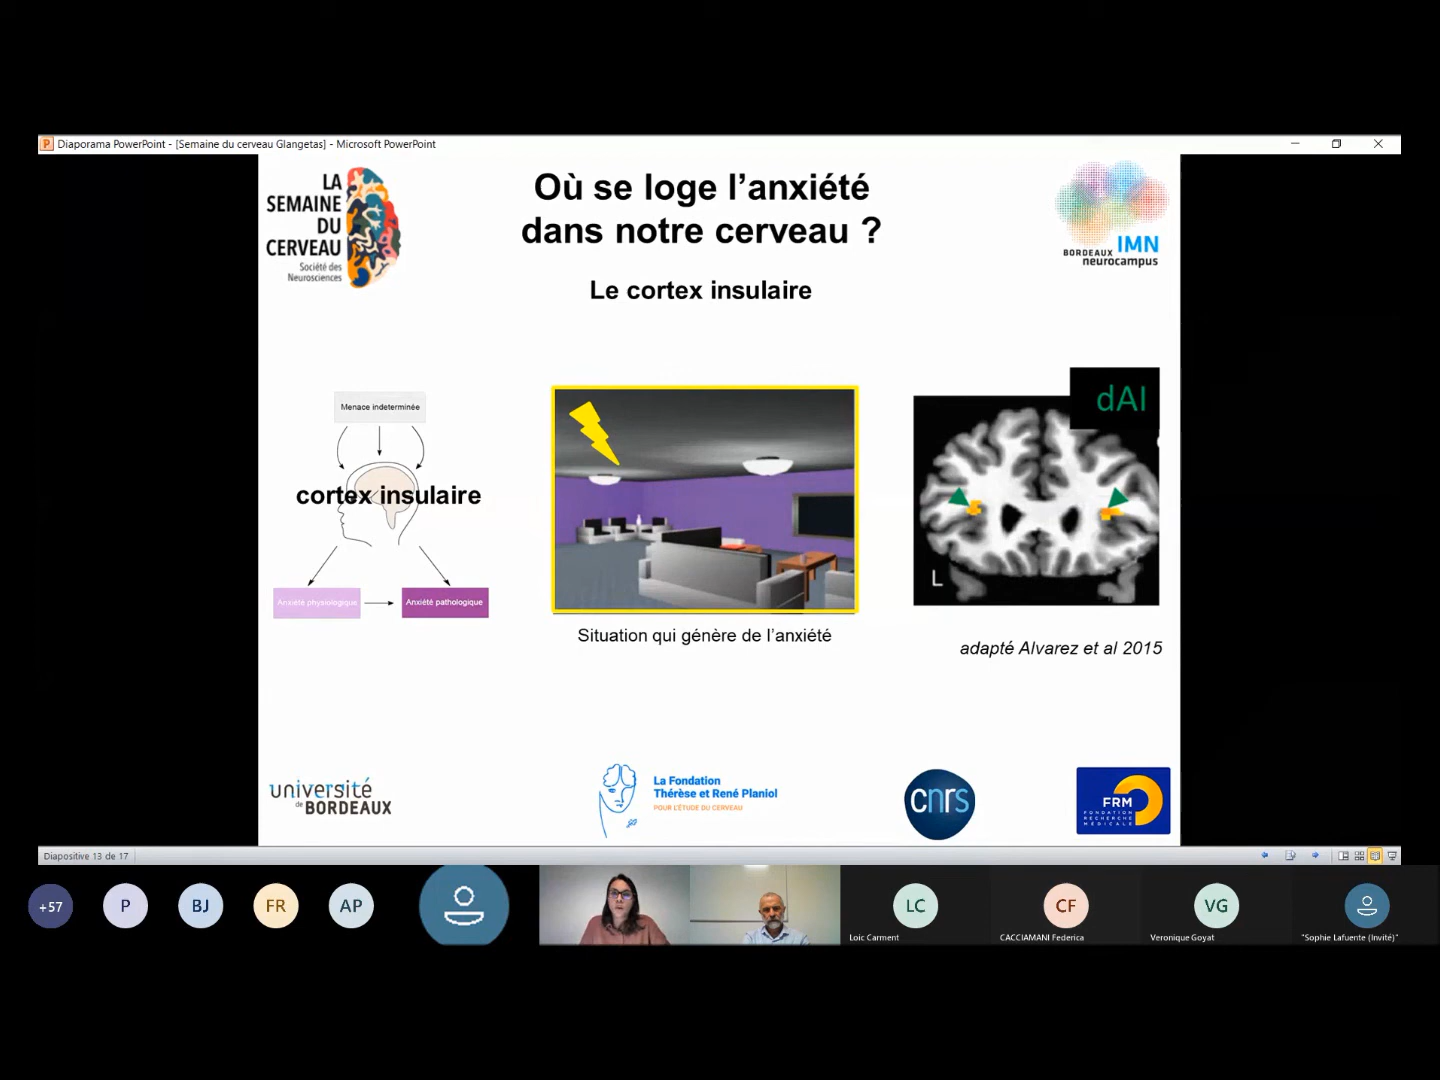 Diaporama PowerPoint - [Semaine du cerveau Glangetas] - Microsoft PowerPoint
LA
SEMAINE
DU
CERVEAU
Société des
Neurosciences
Où se loge l’anxiété
dans notre cerveau ?
Le cortex insulaire
BORDEAUX IMN
neurocampus
Menace indeterminée
cortex insulaire
Anxiété physiologique
Anxiété pathologique
Situation qui génère de l’anxiété
dAI
L
adapté Alvarez et al 2015
université
de BORDEAUX
La Fondation
Thérèse et René Planiol
POUR L'ÉTUDE DU CERVEAU
cnrs
FRM
FONDATION
RECHERCHE
MÉDICALE
Diapositive 13 de 17
+57
P
BJ
FR
AP
LC
Loic Carment
CF
CACCIAMANI Federica
VG
Veronique Goyat
"Sophie Lafuente (Invité)"